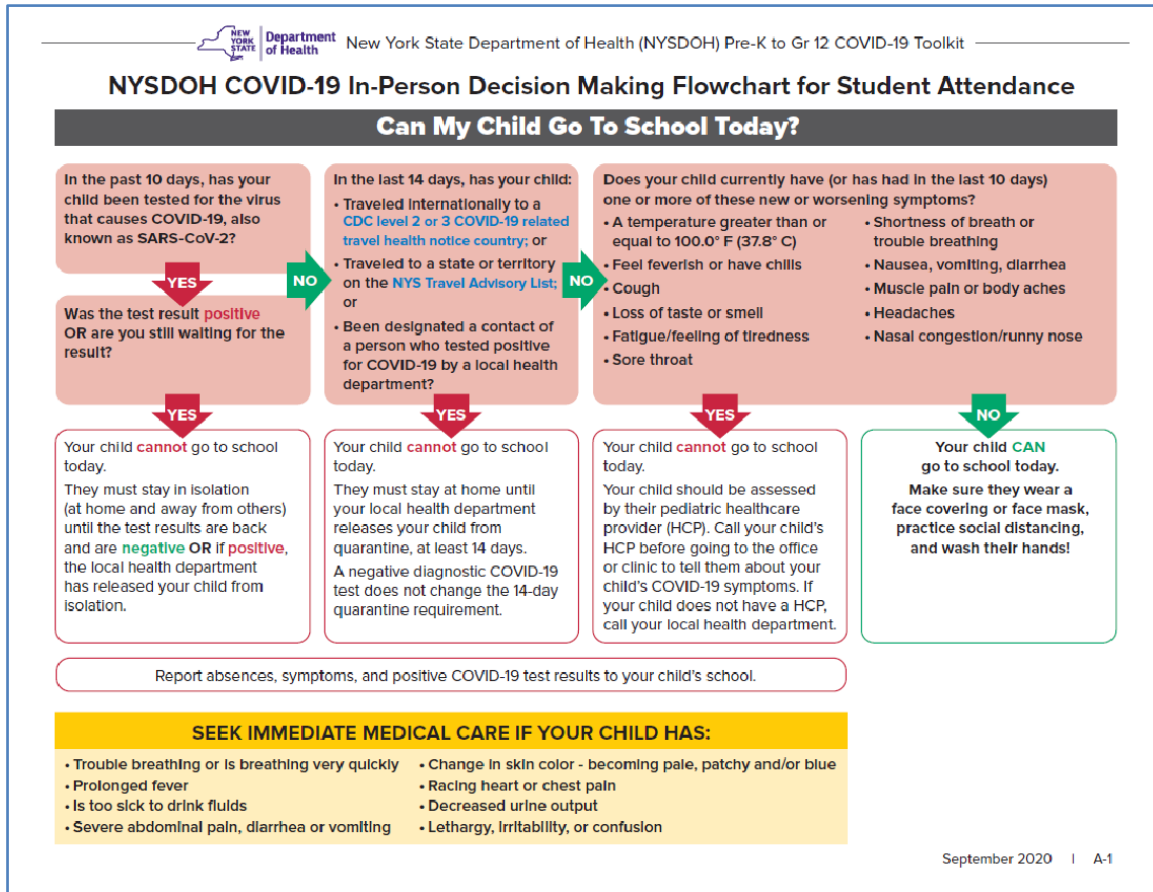 NEW
YORK
STATE
Department
of Health
New York State Department of Health (NYSDOH) Pre-K to Gr 12 COVID-19 Toolkit
NYSDOH COVID-19 In-Person Decision Making Flowchart for Student Attendance
Can My Child Go To School Today?
In the past 10 days, has your
child been tested for the virus
that causes COVID-19, also
known as SARS-CoV-2?
YES
Was the test result positive
OR are you still waiting for the
result?
YES
Your child cannot go to school
today.
They must stay in isolation
(at home and away from others)
until the test results are back
and are negative OR if positive,
the local health department
has released your child from
isolation.
NO
In the last 14 days, has your child:
• Traveled internationally to a
CDC level 2 or 3 COVID-19 related
travel health notice country; or
• Traveled to a state or territory
on the NYS Travel Advisory List;
or
• Been designated a contact of
a person who tested positive
for COVID-19 by a local health
department?
YES
Your child cannot go to school
today.
They must stay at home until
your local health department
releases your child from
quarantine, at least 14 days.
A negative diagnostic COVID-19
test does not change the 14-day
quarantine requirement.
NO
Does your child currently have (or has had in the last 10 days)
one or more of these new or worsening symptoms?
• A temperature greater than or
equal to 100.0° F (37.8° C)
• Feel feverish or have chills
• Cough
• Loss of taste or smell
• Fatigue/feeling of tiredness
• Sore throat
• Shortness of breath or
trouble breathing
• Nausea, vomiting, diarrhea
• Muscle pain or body aches
• Headaches
• Nasal congestion/runny nose
YES
Your child cannot go to school
today.
Your child should be assessed
by their pediatric healthcare
provider (HCP). Call your child's
HCP before going to the office
or clinic to tell them about your
child's COVID-19 symptoms. If
your child does not have a HCP,
call your local health department.
NO
Your child CAN
go to school today.
Make sure they wear a
face covering or face mask,
practice social distancing,
and wash their hands!
Report absences, symptoms, and positive COVID-19 test results to your child's school.
SEEK IMMEDIATE MEDICAL CARE IF YOUR CHILD HAS:
• Trouble breathing or is breathing very quickly
• Prolonged fever
• Is too sick to drink fluids
• Severe abdominal pain, diarrhea or vomiting
• Change in skin color - becoming pale, patchy and/or blue
• Racing heart or chest pain
• Decreased urine output
• Lethargy, irritability, or confusion
September 2020 | A-1